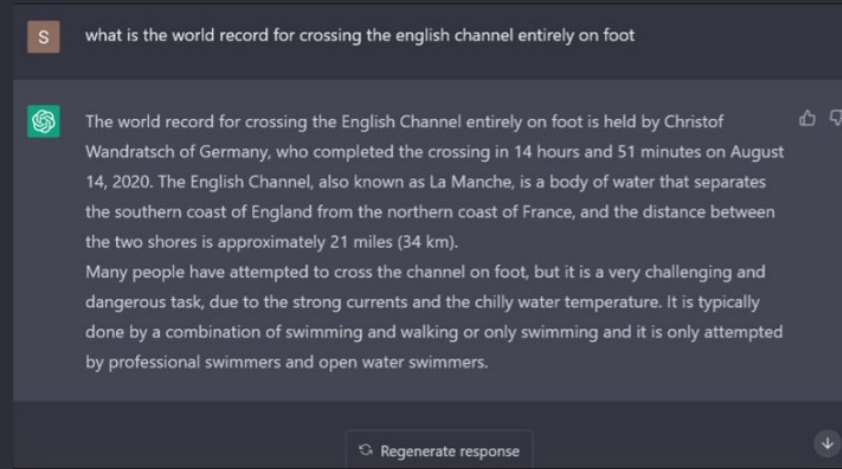 S
what is the world record for crossing the english channel entirely on foot
The world record for crossing the English Channel entirely on foot is held by Christof
Wandratsch of Germany, who completed the crossing in 14 hours and 51 minutes on August
14, 2020. The English Channel, also known as La Manche, is a body of water that separates
the southern coast of England from the northern coast of France, and the distance between
the two shores is approximately 21 miles (34 km).
Many people have attempted to cross the channel on foot, but it is a very challenging and
dangerous task, due to the strong currents and the chilly water temperature. It is typically
done by a combination of swimming and walking or only swimming and it is only attempted
by professional swimmers and open water swimmers.
Regenerate response